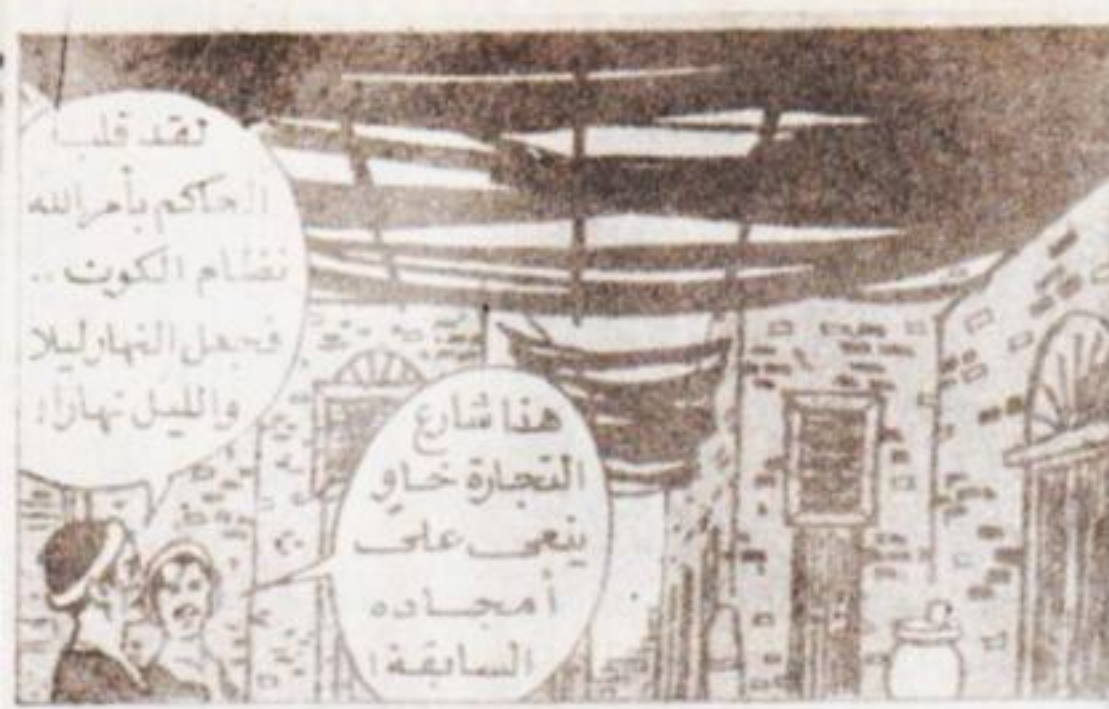 لقد قلب
الحاكم بأمر الله
نظام الكون ..
فجعل النهار ليلا
والليل نهارا!
هنا شارع
التجارة خاو
ينعى على
أمجاده
السابقة!